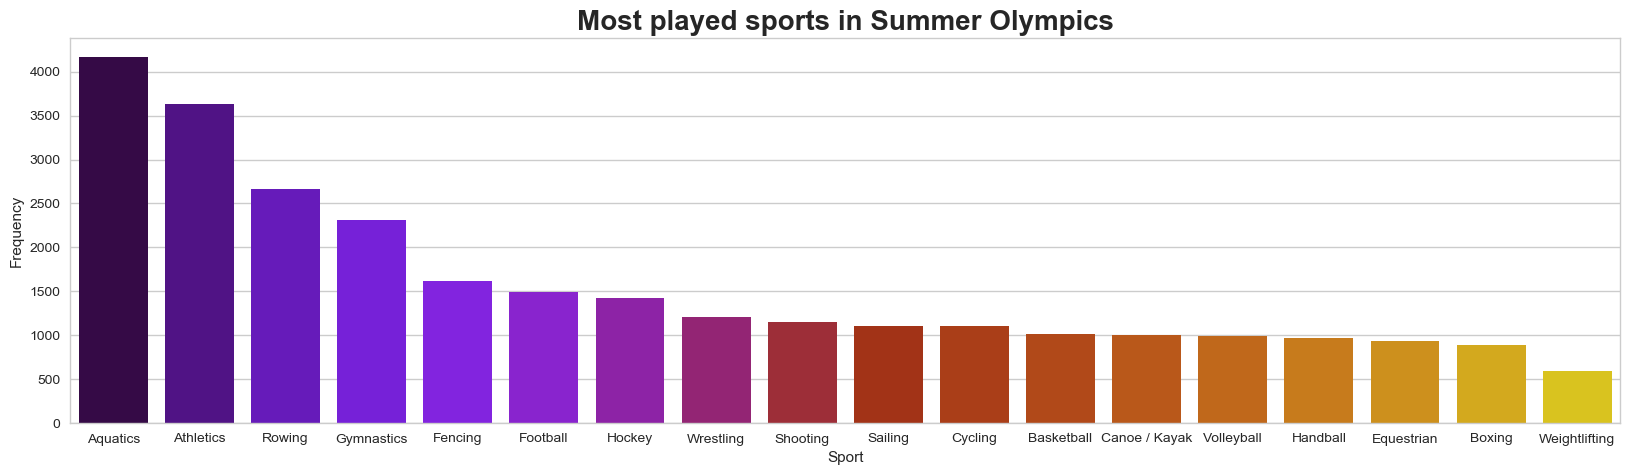 Most played sports in Summer Olympics
Frequency
4000
3500
3000
2500
2000
1500
1000
500
0
Aquatics Athletics Rowing Gymnastics Fencing Football Hockey Wrestling Shooting Sailing Cycling Basketball Canoe / Kayak Volleyball Handball Equestrian Boxing Weightlifting
Sport